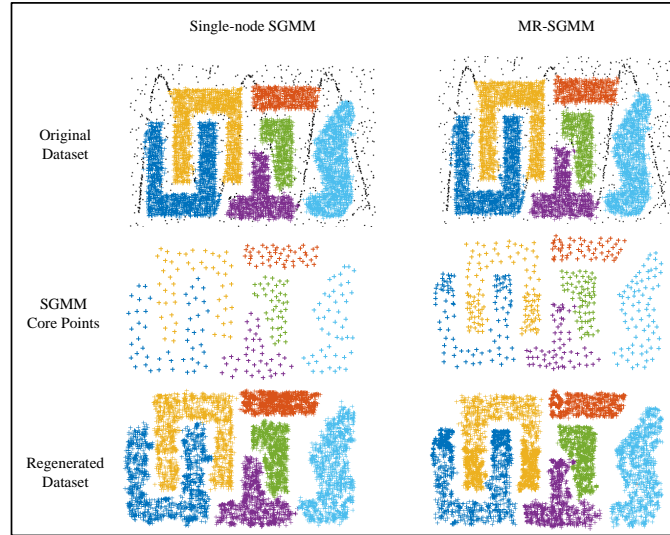 Single-node SGMM
MR-SGMM
Original
Dataset
SGMM
Core Points
Regenerated
Dataset